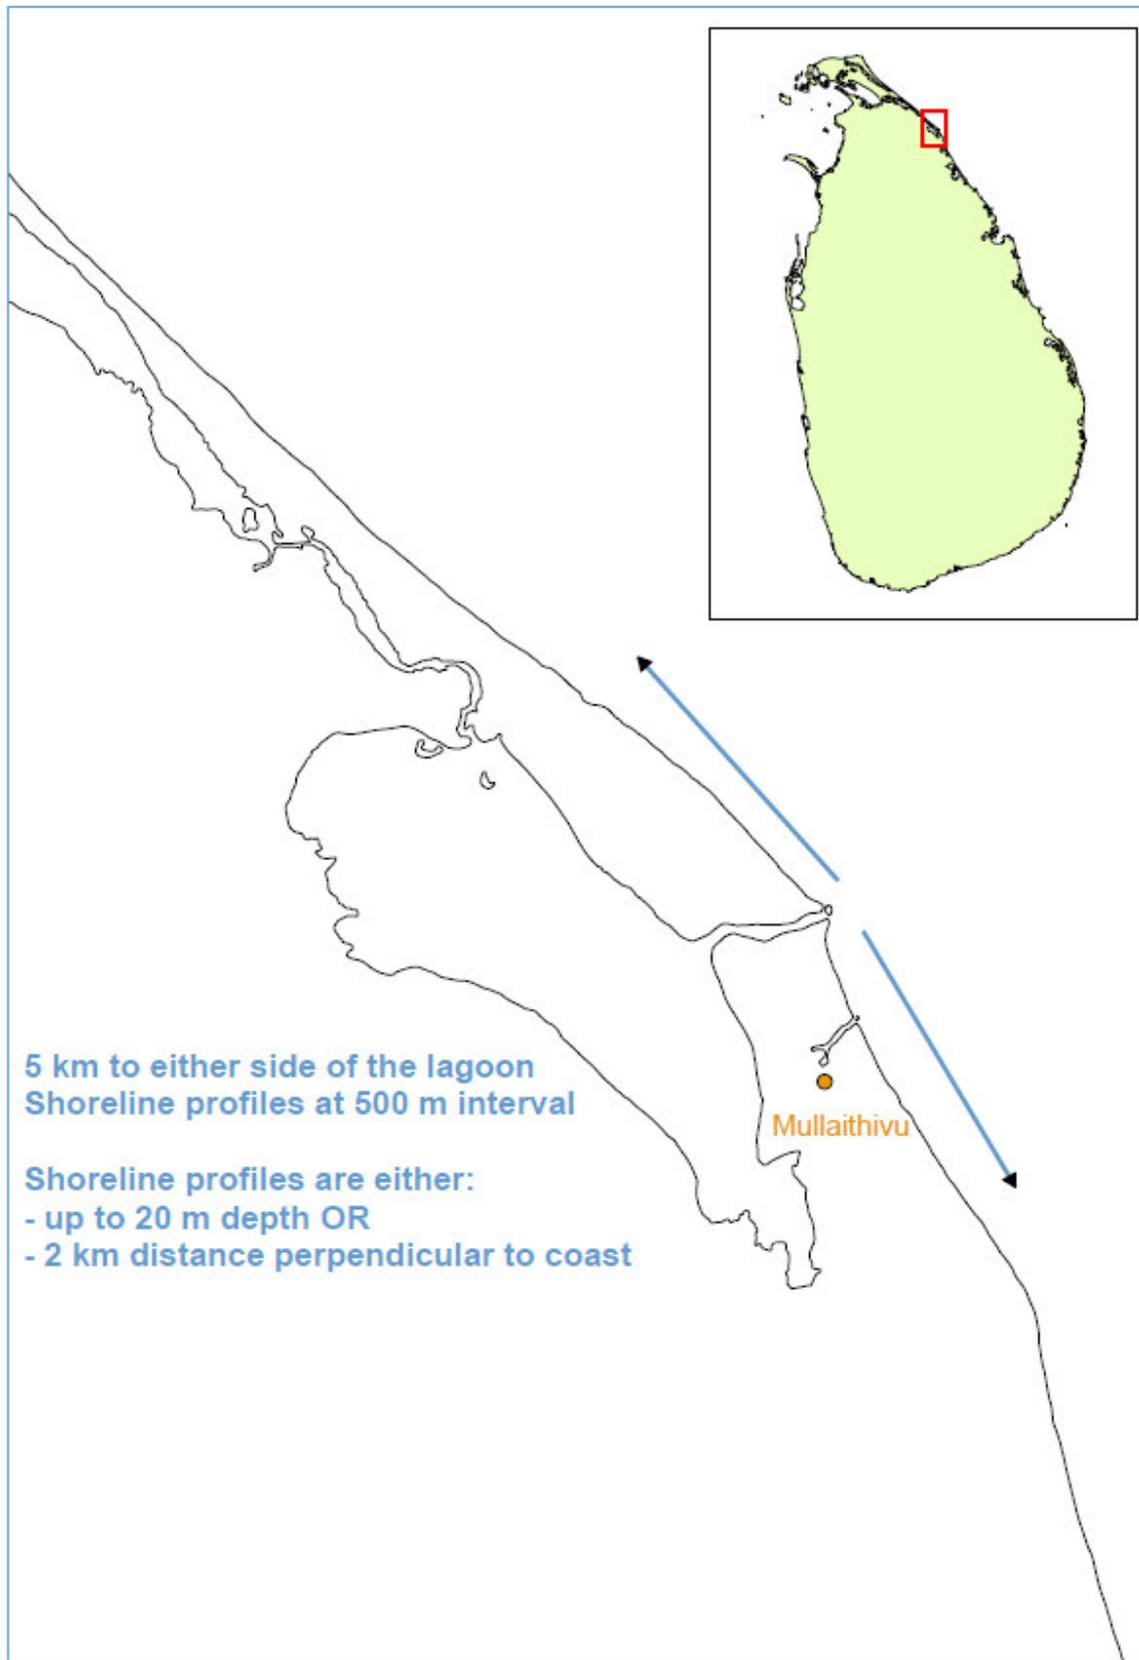 5 km to either side of the lagoon
Shoreline profiles at 500 m interval
Mullaithivu
Shoreline profiles are either:
- up to 20 m depth OR
- 2 km distance perpendicular to coast